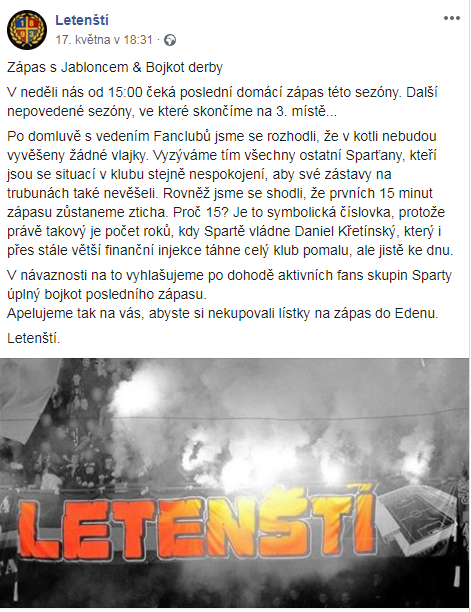 Letenští
17. května v 18:31 ·
Zápas s Jabloncem & Bojkot derby
V neděli nás od 15:00 čeká poslední domácí zápas této sezóny. Další
nepovedené sezóny, ve které skončíme na 3. místě...
Po domluvě s vedením Fanclubů jsme se rozhodli, že v kotli nebudou
vyvěšeny žádné vlajky. Vyzýváme tím všechny ostatní Sparťany, kteří
jsou se situací v klubu stejně nespokojení, aby své zástavy na
trubunách také nevěšeli. Rovněž jsme se shodli, že prvních 15 minut
zápasu zůstaneme zticha. Proč 15? Je to symbolická číslovka, protože
právě takový je počet roků, kdy Spartě vládne Daniel Křetínský, který i
přes stále větší finanční injekce táhne celý klub pomalu, ale jistě ke dnu.
V návaznosti na to vyhlašujeme po dohodě aktivních fans skupin Sparty
úplný bojkot posledního zápasu.
Apelujeme tak na vás, abyste si nekupovali lístky na zápas do Edenu.
Letenští.
LETENŠTÍ